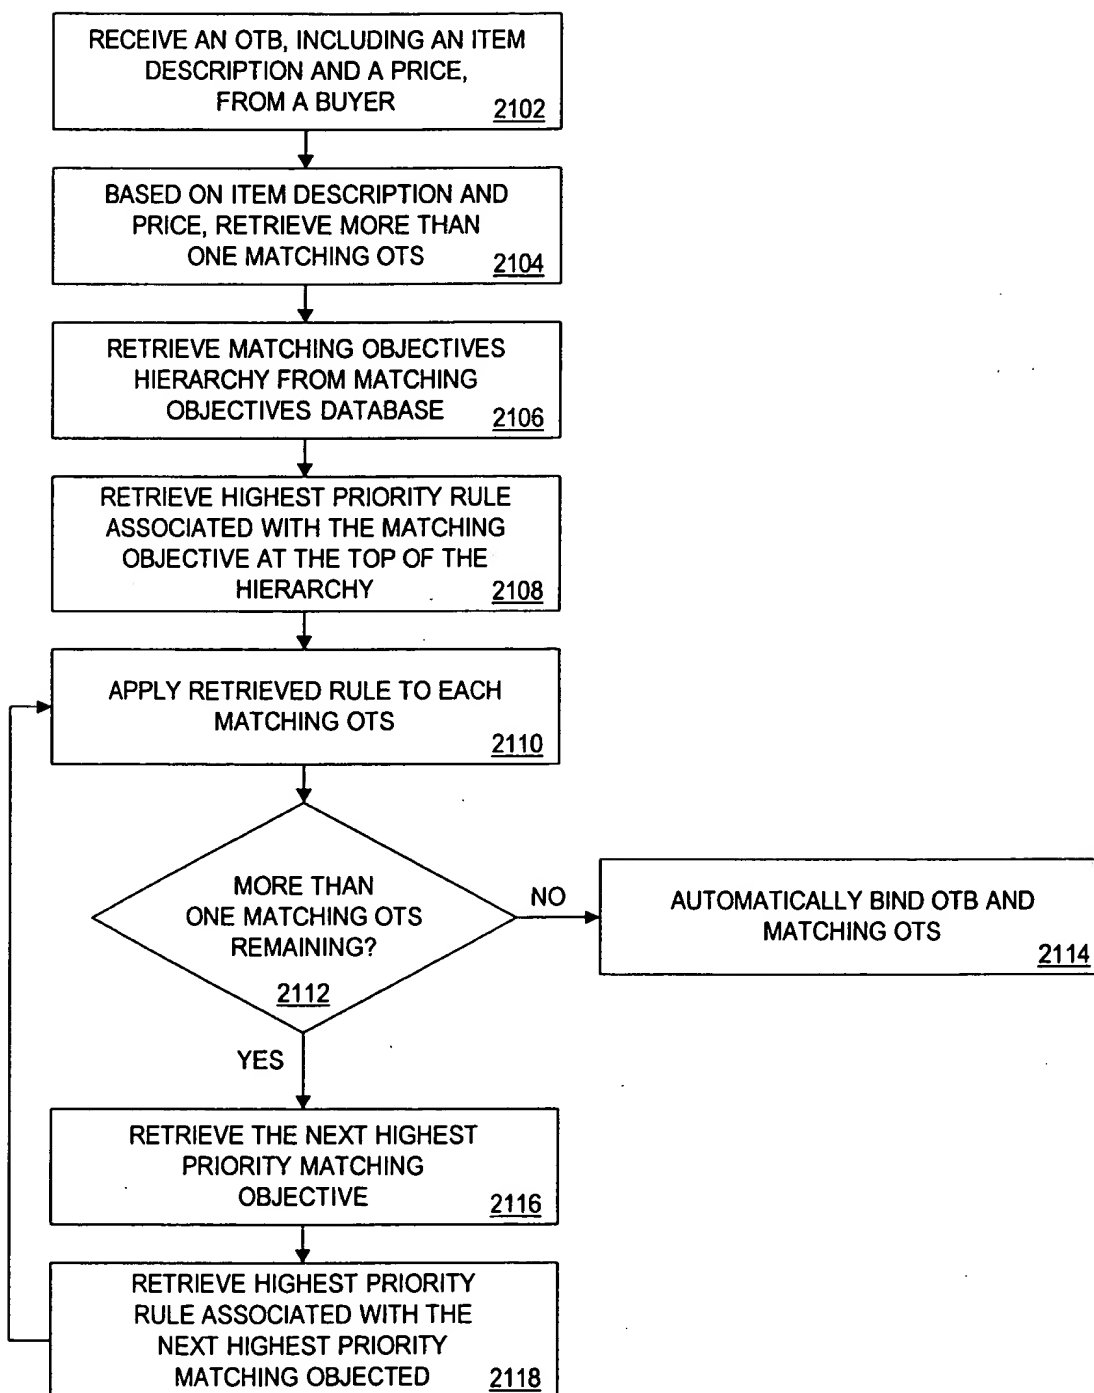 RECEIVE AN OTB, INCLUDING AN ITEM
DESCRIPTION AND A PRICE,
FROM A BUYER
2102
BASED ON ITEM DESCRIPTION AND
PRICE, RETRIEVE MORE THAN
ONE MATCHING OTS
2104
RETRIEVE MATCHING OBJECTIVES
HIERARCHY FROM MATCHING
OBJECTIVES DATABASE
2106
RETRIEVE HIGHEST PRIORITY RULE
ASSOCIATED WITH THE MATCHING
OBJECTIVE AT THE TOP OF THE
HIERARCHY
2108
APPLY RETRIEVED RULE TO EACH
MATCHING OTS
2110
MORE THAN
ONE MATCHING OTS
REMAINING?
2112
NO
AUTOMATICALLY BIND OTB AND
MATCHING OTS
2114
YES
RETRIEVE THE NEXT HIGHEST
PRIORITY MATCHING
OBJECTIVE
2116
RETRIEVE HIGHEST PRIORITY
RULE ASSOCIATED WITH THE
NEXT HIGHEST PRIORITY
MATCHING OBJECTED
2118